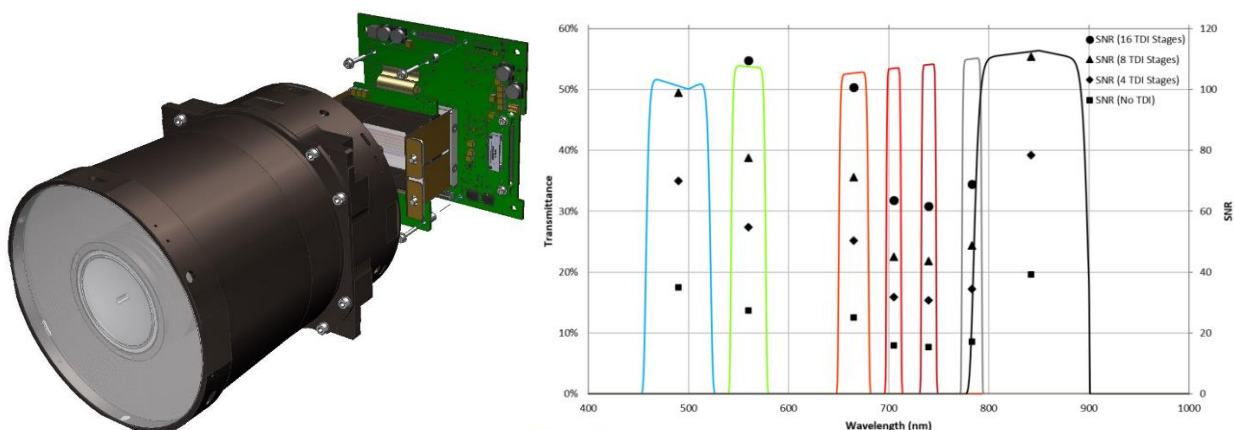 60%
50%
40%
30%
20%
10%
0%
Transmittance
120
100
80
60
40
20
0
SNR
SNR (16 TDI Stages)
SNR (8 TDI Stages)
SNR (4 TDI Stages)
SNR (No TDI)
400 500 600 700 800 900 1000
Wavelength (nm)